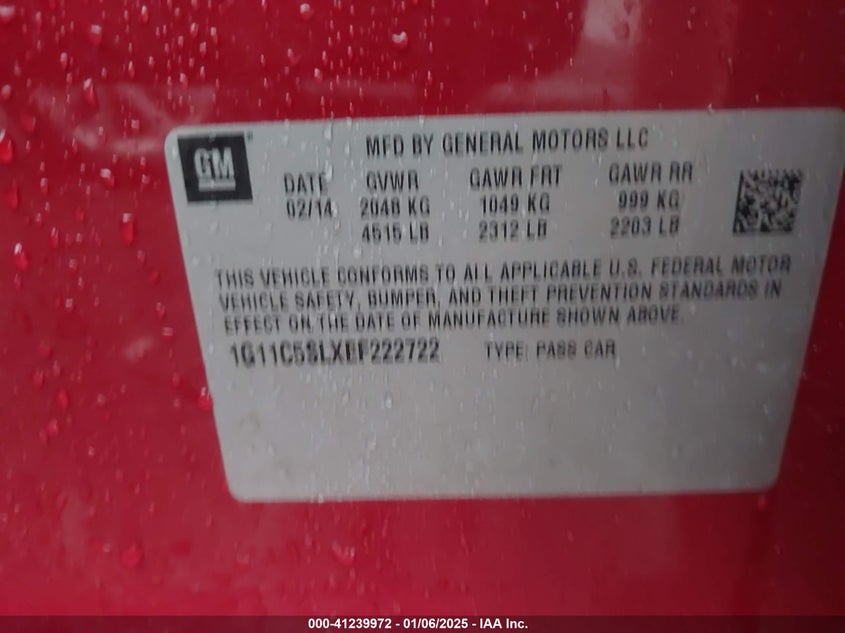 GM
MFD BY GENERAL MOTORS LLC
DATE GVWR GAWR FRT GAWR RR
02/14 2048 KG 1049 KG 999 KG
4515 LB 2312 LB 2203 LB
THIS VEHICLE CONFORMS TO ALL APPLICABLE U.S. FEDERAL MOTOR
VEHICLE SAFETY, BUMPER, AND THEFT PREVENTION STANDARDS IN
EFFECT ON THE DATE OF MANUFACTURE SHOWN ABOVE.
1G11C5SLXEF222722 TYPE: PASS CAR
000-41239972 - 01/06/2025 - IAA Inc.